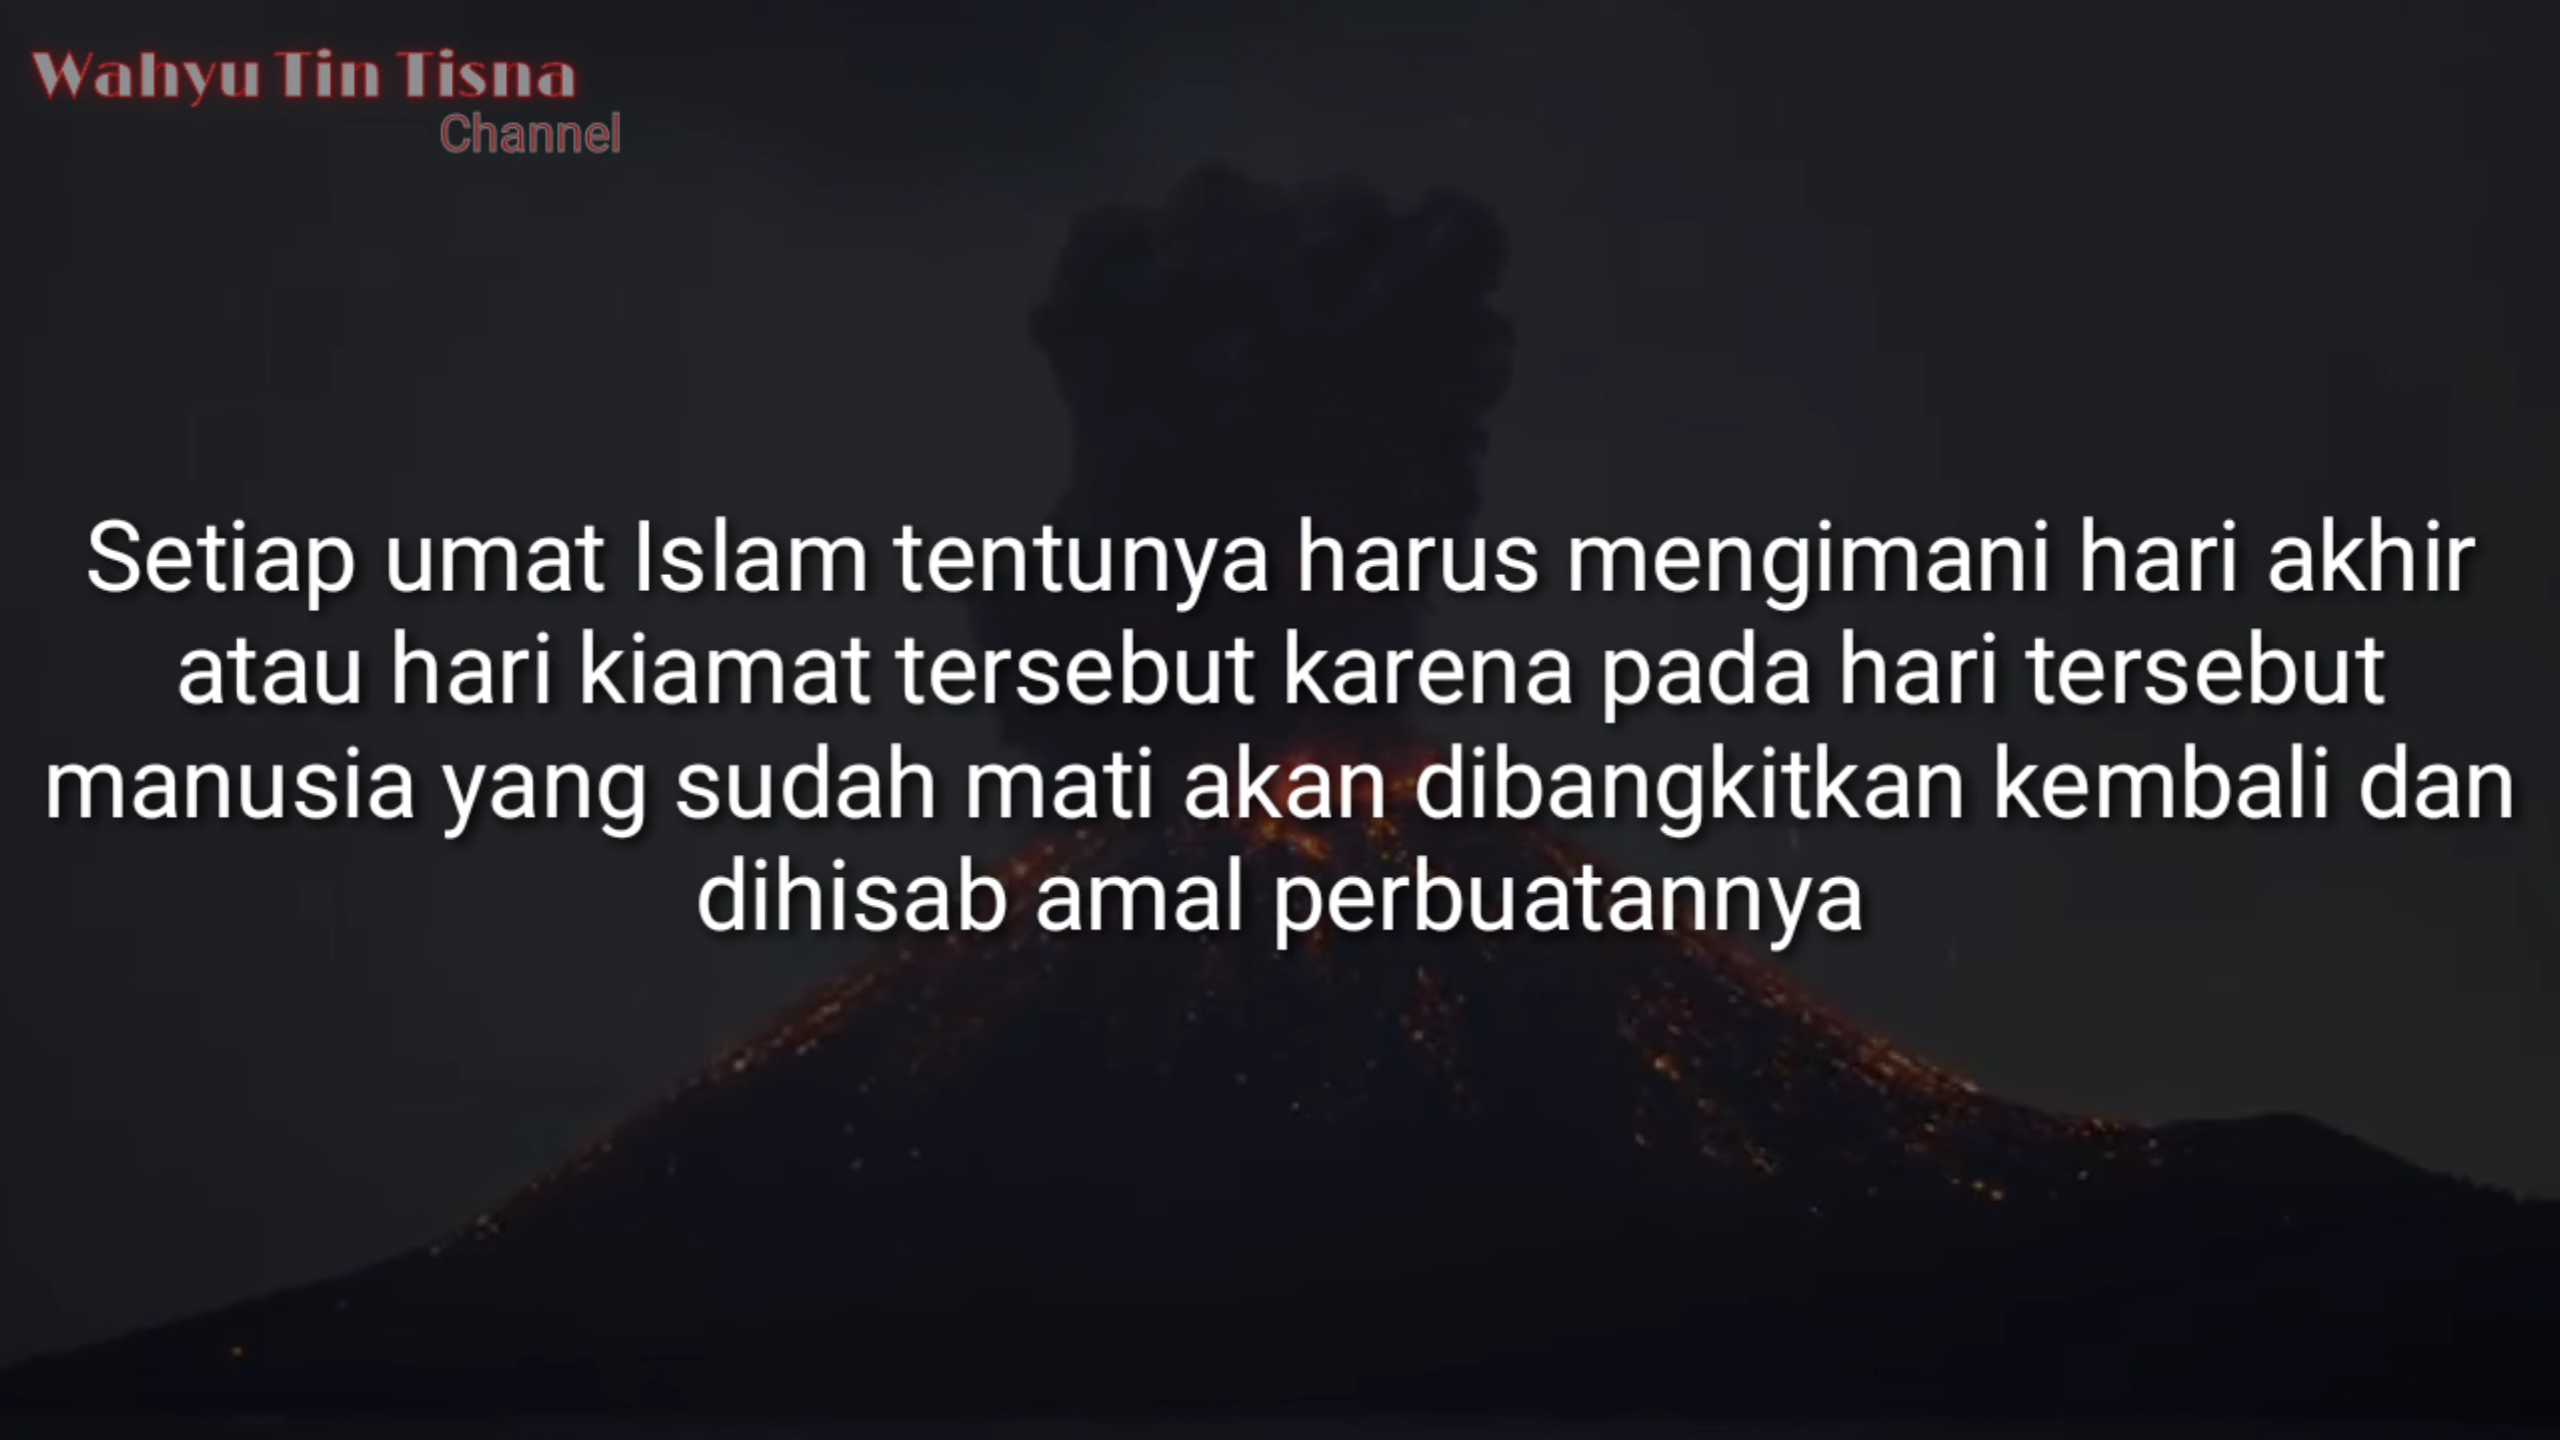 Wahyu Tin Tisna
Channel
Setiap umat Islam tentunya harus mengimani hari akhir
atau hari kiamat tersebut karena pada hari tersebut
manusia yang sudah mati akan dibangkitkan kembali dan
dihisab amal perbuatannya